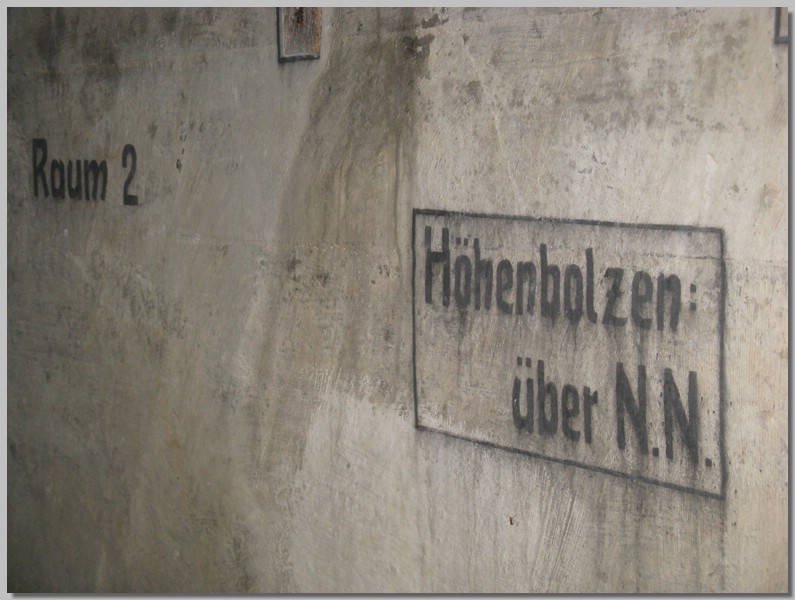 Raum 2
Höhenbolzen:
über N.N.